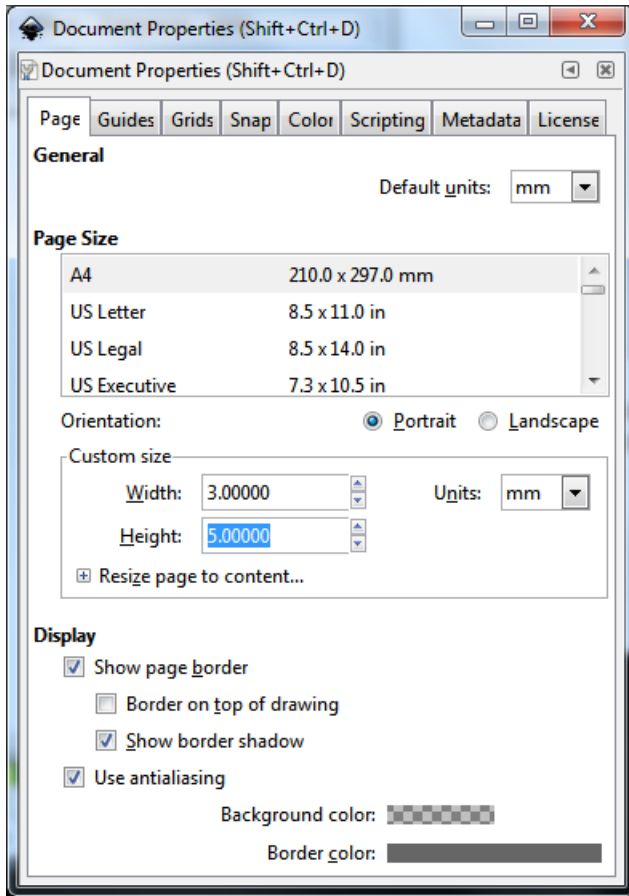 Document Properties (Shift+Ctrl+D)
Document Properties (Shift+Ctrl+D)
Page Guides Grids Snap Color Scripting Metadata License
General
Default units: mm
Page Size
A4 210.0 x 297.0 mm
US Letter 8.5 x 11.0 in
US Legal 8.5 x 14.0 in
US Executive 7.3 x 10.5 in
Orientation: Portrait Landscape
Custom size
Width: 3.00000 Units: mm
Height: 5.00000
Resize page to content...
Display
Show page border
Border on top of drawing
Show border shadow
Use antialiasing
Background color:
Border color: